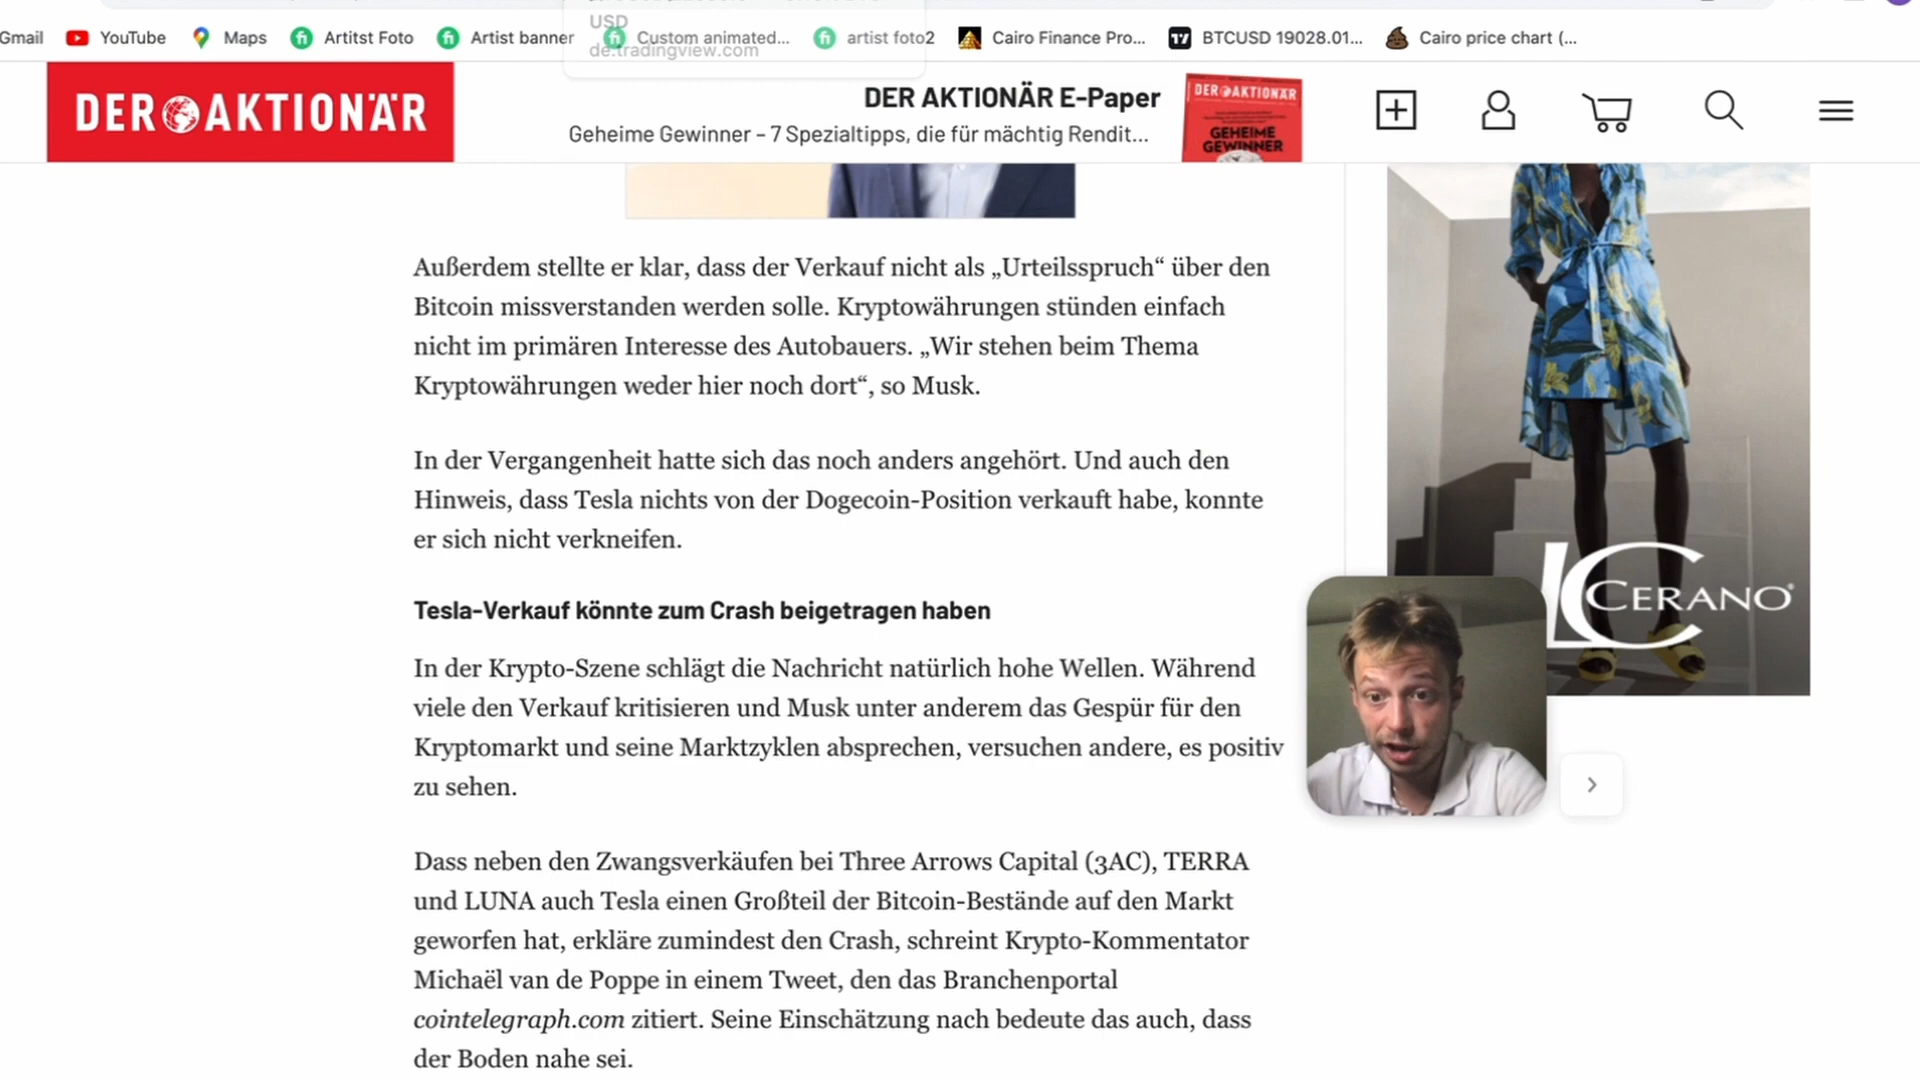 USD
Gmail
YouTube
Maps
Artitst Foto
Artist banner
Custom animated...
artist foto2
Cairo Finance Pro...
BTCUSD 19028.01...
Cairo price chart (...
de.tradingview.com
DER AKTIONÄR
DER AKTIONÄR E-Paper
Geheime Gewinner – 7 Spezialtipps, die für mächtig Rendit...
DER AKTIONÄR
GEHEIME
GEWINNER
Außerdem stellte er klar, dass der Verkauf nicht als „Urteilsspruch“ über den
Bitcoin missverstanden werden solle. Kryptowährungen stünden einfach
nicht im primären Interesse des Autobauers. „Wir stehen beim Thema
Kryptowährungen weder hier noch dort“, so Musk.
In der Vergangenheit hatte sich das noch anders angehört. Und auch den
Hinweis, dass Tesla nichts von der Dogecoin-Position verkauft habe, konnte
er sich nicht verkneifen.
Tesla-Verkauf könnte zum Crash beigetragen haben
In der Krypto-Szene schlägt die Nachricht natürlich hohe Wellen. Während
viele den Verkauf kritisieren und Musk unter anderem das Gespür für den
Kryptomarkt und seine Marktzyklen absprechen, versuchen andere, es positiv
zu sehen.
Dass neben den Zwangsverkäufen bei Three Arrows Capital (3AC), TERRA
und LUNA auch Tesla einen Großteil der Bitcoin-Bestände auf den Markt
geworfen hat, erkläre zumindest den Crash, schreint Krypto-Kommentator
Michaël van de Poppe in einem Tweet, den das Branchenportal
cointelegraph.com zitiert. Seine Einschätzung nach bedeute das auch, dass
der Boden nahe sei.
LC
CERANO®